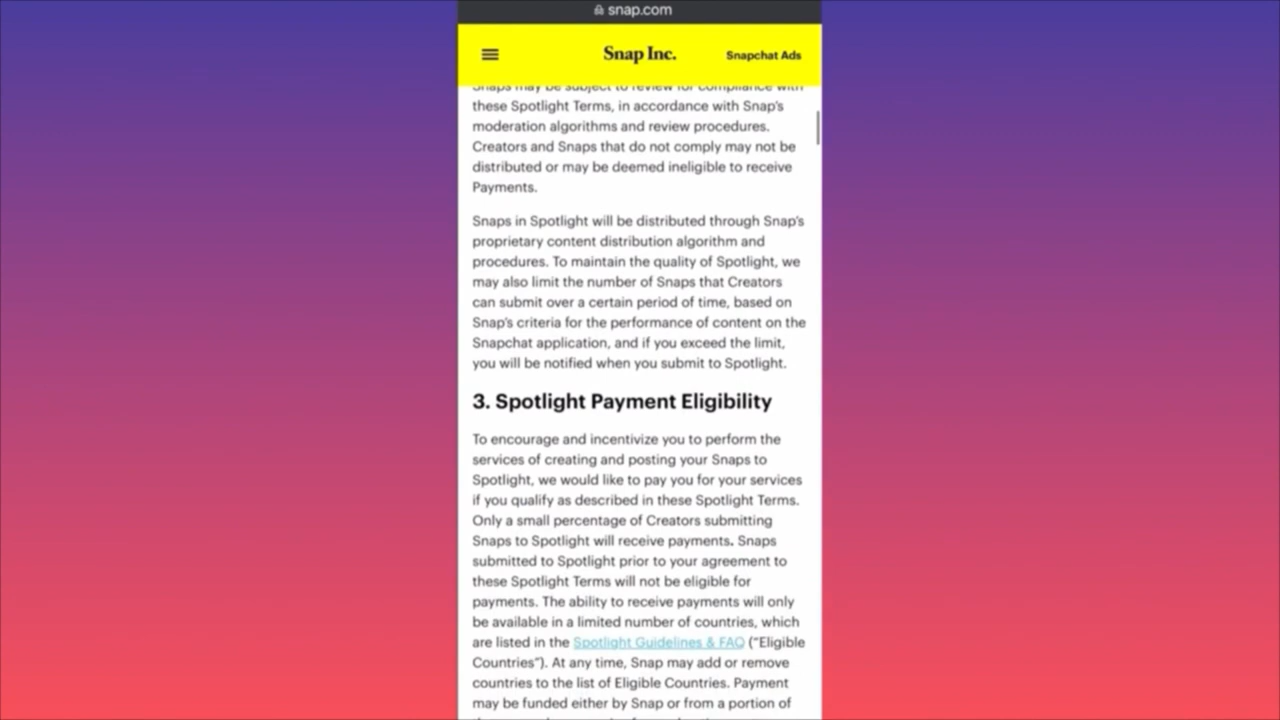 snap.com
Snap Inc.
Snapchat Ads
Snaps may be subject to review for compliance with
these Spotlight Terms, in accordance with Snap's
moderation algorithms and review procedures.
Creators and Snaps that do not comply may not be
distributed or may be deemed ineligible to receive
Payments.
Snaps in Spotlight will be distributed through Snap's
proprietary content distribution algorithm and
procedures. To maintain the quality of Spotlight, we
may also limit the number of Snaps that Creators
can submit over a certain period of time, based on
Snap's criteria for the performance of content on the
Snapchat application, and if you exceed the limit,
you will be notified when you submit to Spotlight.
3. Spotlight Payment Eligibility
To encourage and incentivize you to perform the
services of creating and posting your Snaps to
Spotlight, we would like to pay you for your services
if you qualify as described in these Spotlight Terms.
Only a small percentage of Creators submitting
Snaps to Spotlight will receive payments. Snaps
submitted to Spotlight prior to your agreement to
these Spotlight Terms will not be eligible for
payments. The ability to receive payments will only
be available in a limited number of countries, which
are listed in the Spotlight Guidelines & FAQ ("Eligible
Countries"). At any time, Snap may add or remove
countries to the list of Eligible Countries. Payment
may be funded either by Snap or from a portion of